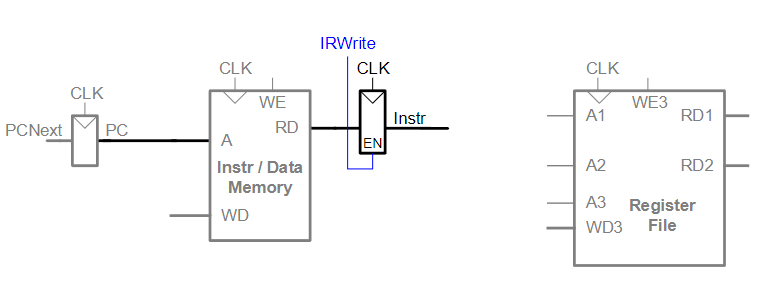 IRWrite
CLK
CLK
CLK
CLK
WE
WE3
PCNext
PC
RD
Instr
A1
RD1
A
EN
Instr / Data
Memory
A2
RD2
WD
A3
Register
File
WD3